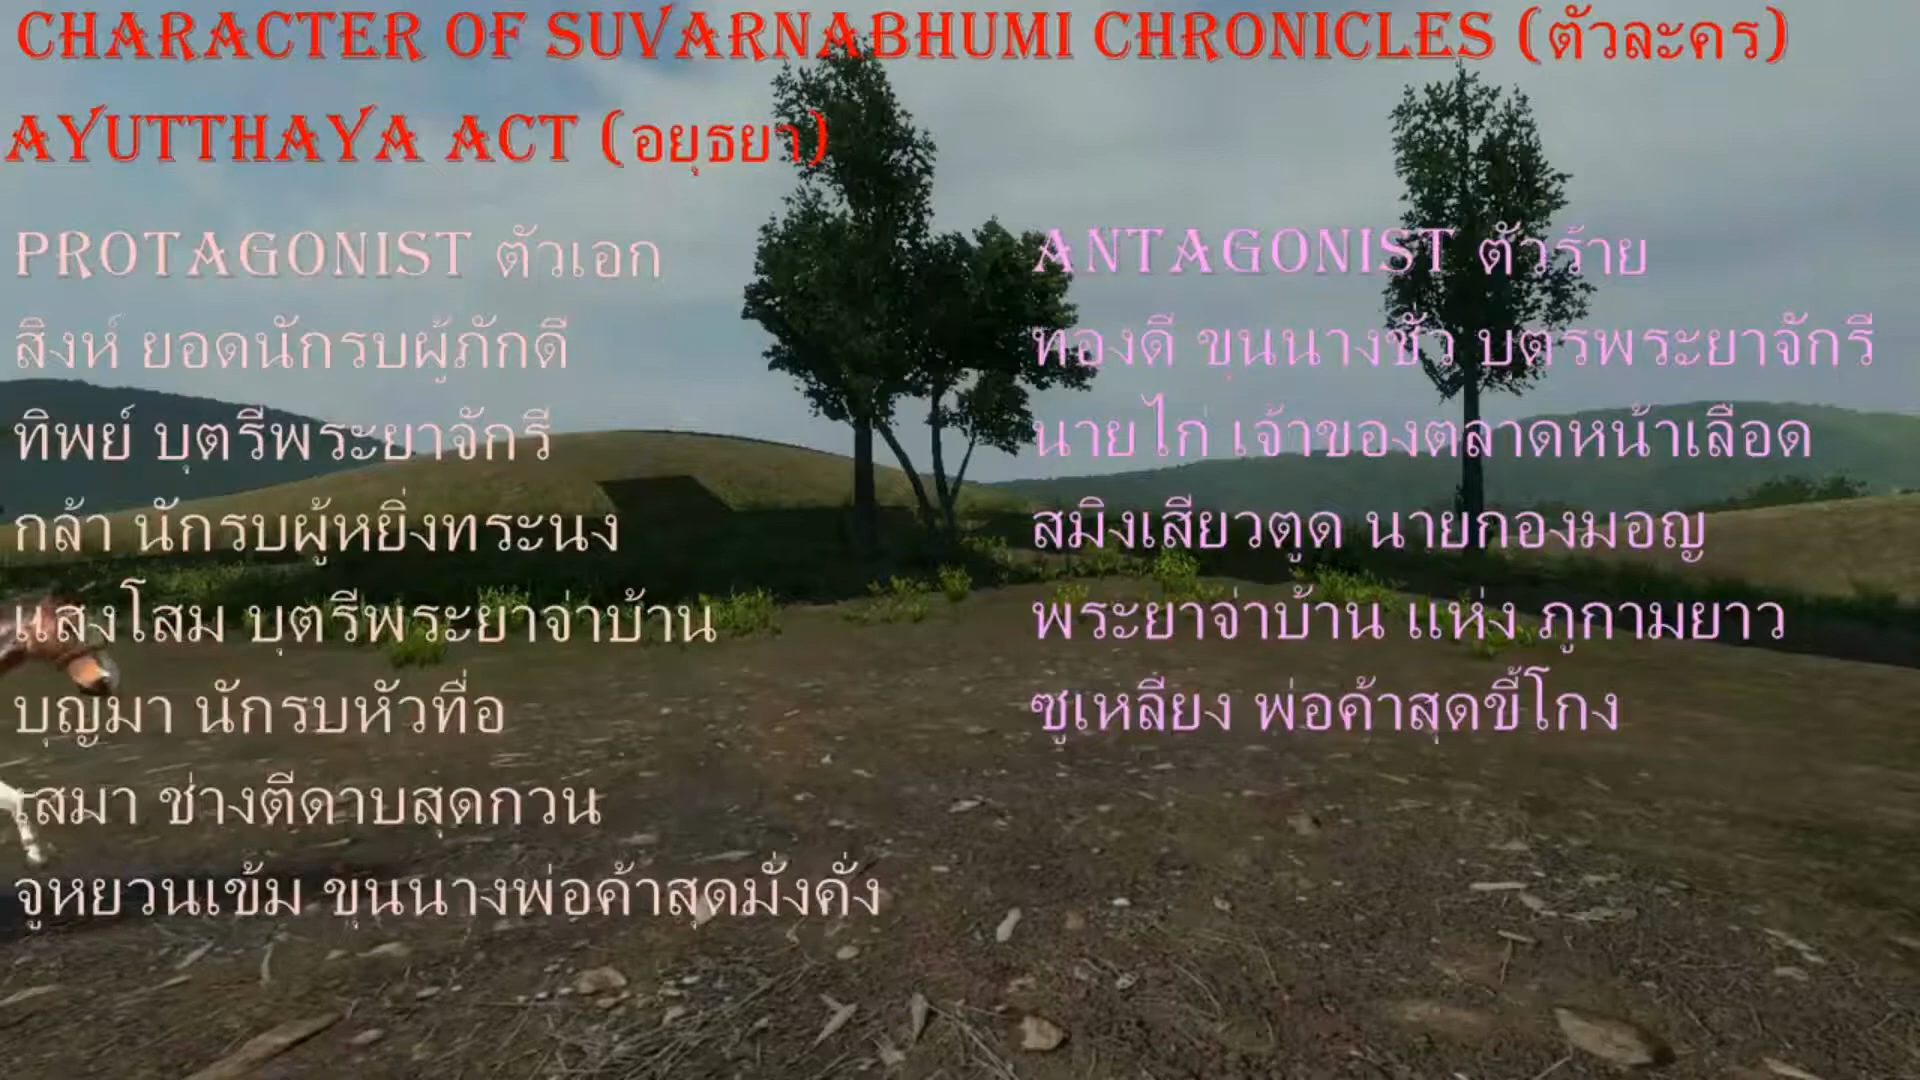 CHARACTER OF SUVARNABHUMI CHRONICLES (ตัวละคร)
AYUTTHAYA ACT (อยุธยา)
PROTAGONIST ตัวเอก
สิงห์ ยอดนักรบผู้ภักดี
ทิพย์ บุตรีพระยาจักรี
กล้า นักรบผู้หยิ่งทระนง
แสงโสม บุตรีพระยาจ่าบ้าน
บุญมา นักรบหัวทื่อ
เสมา ช่างตีดาบสุดกวน
จูหยวนเข้ม ขุนนางพ่อค้าสุดมั่งคั่ง
ANTAGONIST ตัวร้าย
ทองดี ขุนนางชั่ว บุตรพระยาจักรี
นายไก่ เจ้าของตลาดหน้าเลือด
สมิงเสียวตูด นายกองมอญ
พระยาจ่าบ้าน แห่ง ภูกามยาว
ซูเหลียง พ่อค้าสุดขี้โกง